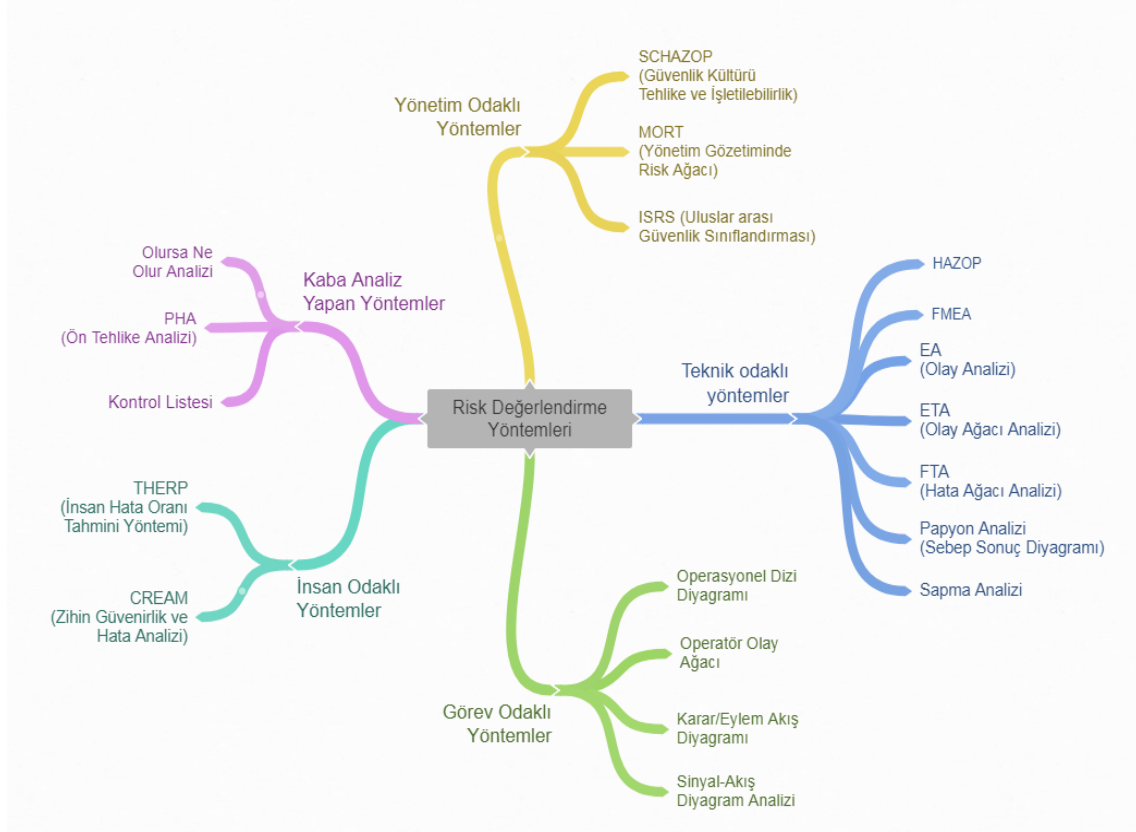 Risk Değerlendirme
Yöntemleri
Yönetim Odaklı
Yöntemler
SCHAZOP
(Güvenlik Kültürü
Tehlike ve İşletilebilirlik)
MORT
(Yönetim Gözetiminde
Risk Ağacı)
ISRS (Uluslar arası
Güvenlik Sınıflandırması)
Teknik odaklı
yöntemler
HAZOP
FMEA
EA
(Olay Analizi)
ETA
(Olay Ağacı Analizi)
FTA
(Hata Ağacı Analizi)
Papyon Analizi
(Sebep Sonuç Diyagramı)
Sapma Analizi
Görev Odaklı
Yöntemler
Operasyonel Dizi
Diyagramı
Operatör Olay
Ağacı
Karar/Eylem Akış
Diyagramı
Sinyal-Akış
Diyagram Analizi
İnsan Odaklı
Yöntemler
THERP
(İnsan Hata Oranı
Tahmini Yöntemi)
CREAM
(Zihin Güvenirlik ve
Hata Analizi)
Kaba Analiz
Yapan Yöntemler
Olursa Ne
Olur Analizi
PHA
(Ön Tehlike Analizi)
Kontrol Listesi